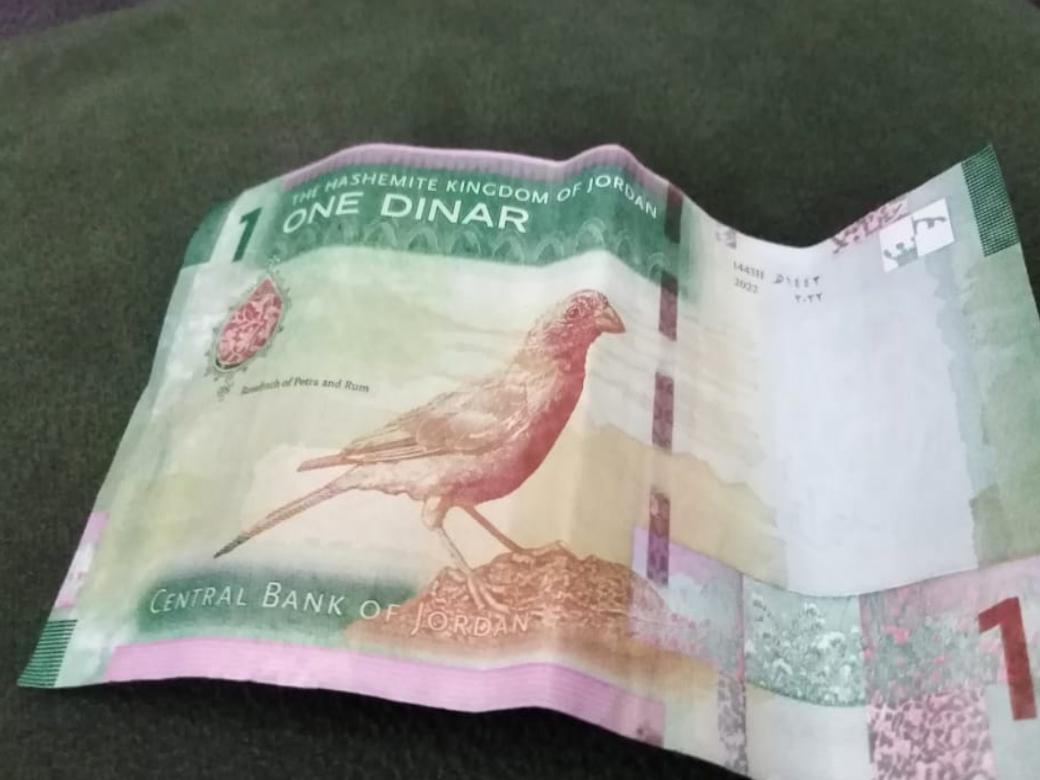 THE HASHEMITE KINGDOM OF JORDAN
1 ONE DINAR
1443H ١٤٤٣هـ
2022 ٢٠٢٢
Rosefinch of Petra and Rum
CENTRAL BANK OF JORDAN
1